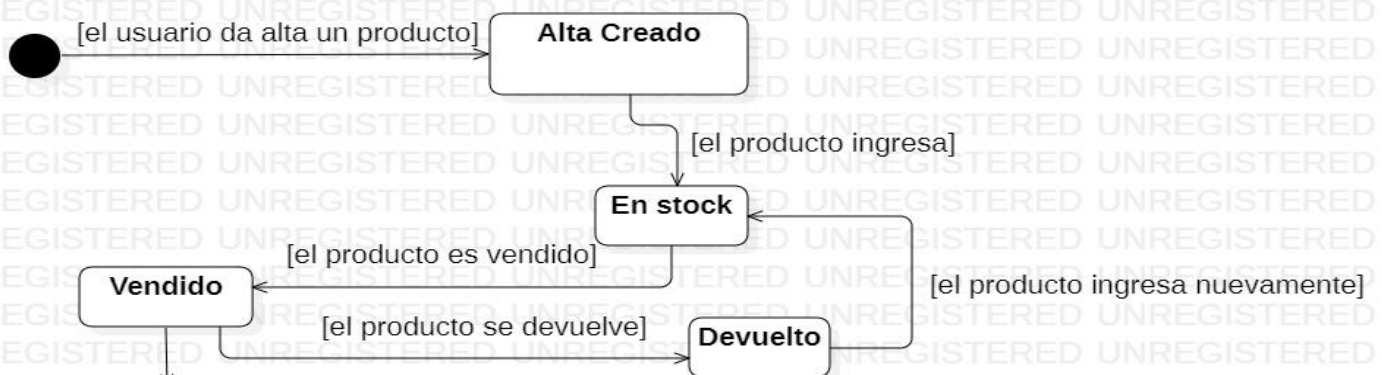 [el usuario da alta un producto]
Alta Creado
[el producto ingresa]
En stock
[el producto es vendido]
Vendido
[el producto ingresa nuevamente]
[el producto se devuelve]
Devuelto
UNREGISTERED